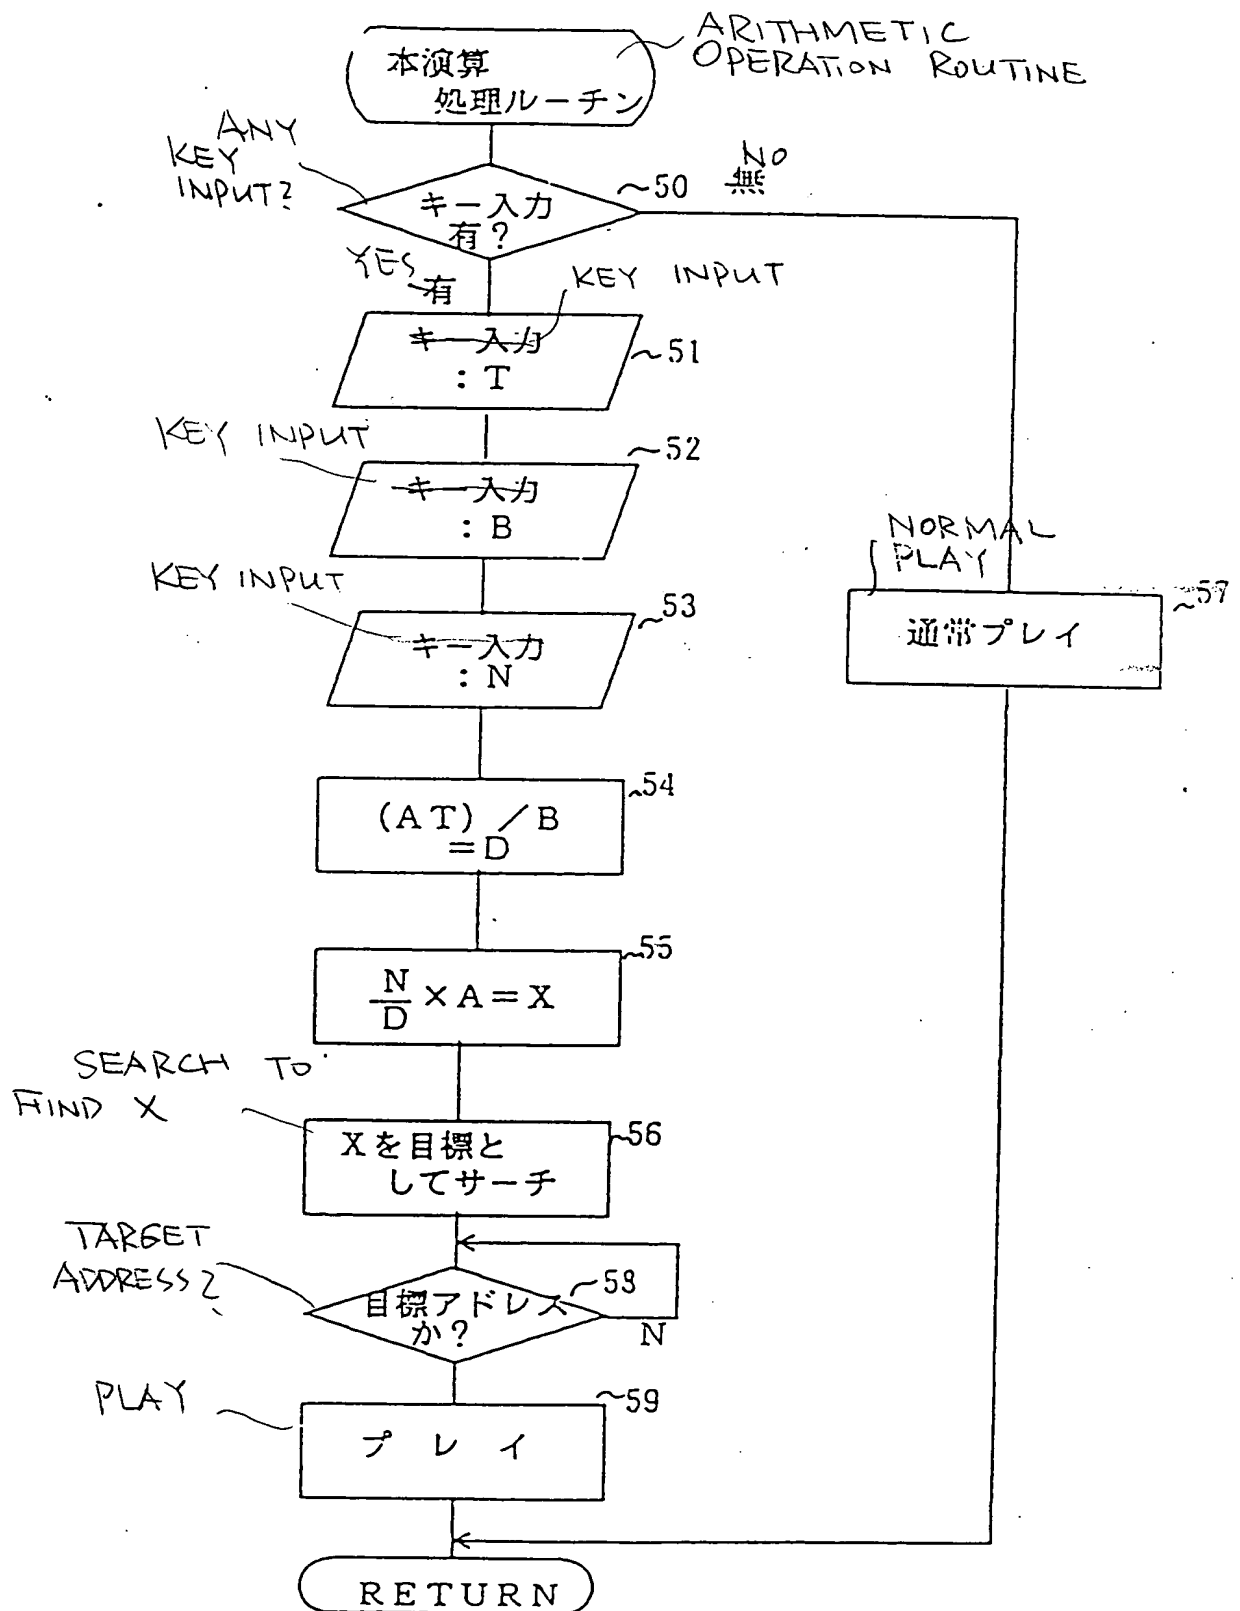 本演算
処理ルーチン
ARITHMETIC
OPERATION ROUTINE
ANY
KEY
INPUT?
キー入力
有?
~50
NO
無
YES
有
KEY INPUT
キー入力
: T
~51
KEY INPUT
キー入力
: B
~52
KEY INPUT
キー入力
: N
~53
NORMAL
PLAY
通常プレイ
~57
(AT)/B
=D
~54
N/D × A = X
~55
SEARCH TO
FIND X
Xを目標と
してサーチ
~56
TARGET
ADDRESS?
目標アドレス
か?
~58
N
PLAY
プレイ
~59
RETURN